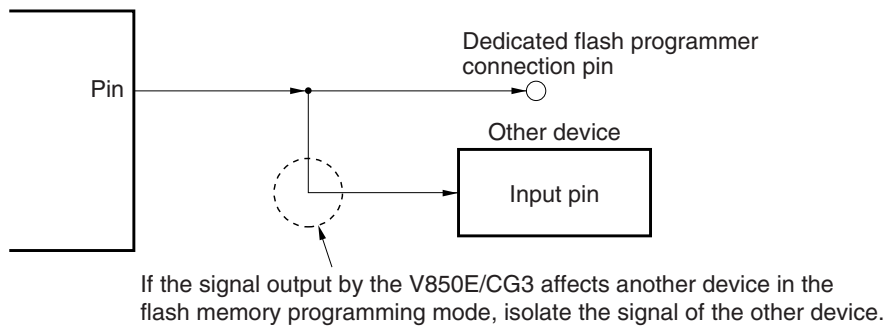 Dedicated flash programmer
connection pin
Pin
Other device
Input pin
If the signal output by the V850E/CG3 affects another device in the
flash memory programming mode, isolate the signal of the other device.